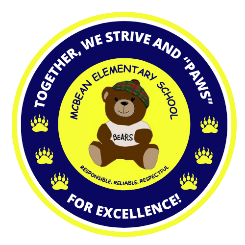 TOGETHER, WE STRIVE AND "PAWS"
MCBEAN ELEMENTARY SCHOOL
BEARS
RESPONSIBLE, RELIABLE, RESPECTFUL
FOR EXCELLENCE!